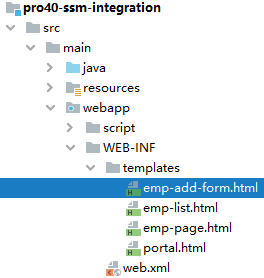 pro40-ssm-integration
src
main
java
resources
webapp
script
WEB-INF
templates
emp-add-form.html
emp-list.html
emp-page.html
portal.html
web.xml